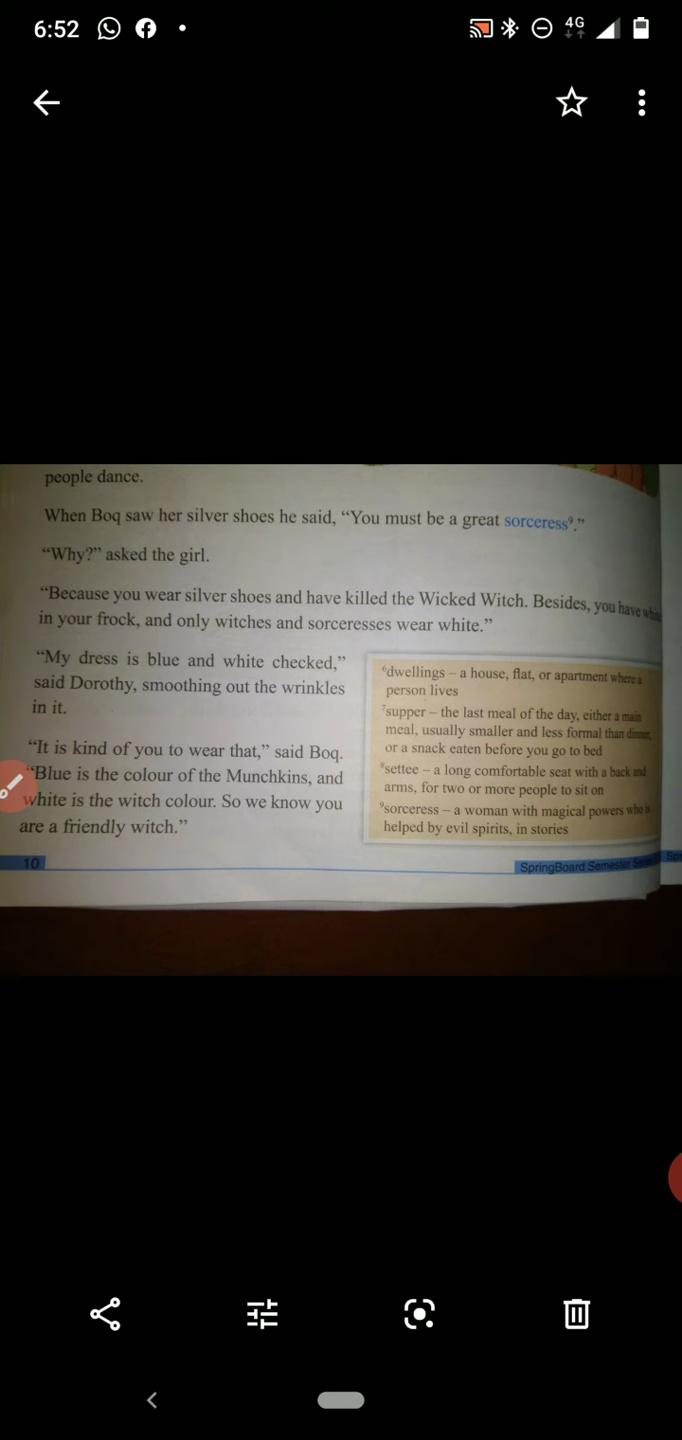 6:52
4G
people dance.
When Boq saw her silver shoes he said, “You must be a great sorceress⁹.”
“Why?” asked the girl.
“Because you wear silver shoes and have killed the Wicked Witch. Besides, you have white
in your frock, and only witches and sorceresses wear white.”
“My dress is blue and white checked,”
said Dorothy, smoothing out the wrinkles
in it.
“It is kind of you to wear that,” said Boq.
“Blue is the colour of the Munchkins, and
white is the witch colour. So we know you
are a friendly witch.”
⁶dwellings – a house, flat, or apartment where a
person lives
⁷supper – the last meal of the day, either a main
meal, usually smaller and less formal than dinner,
or a snack eaten before you go to bed
⁸settee – a long comfortable seat with a back and
arms, for two or more people to sit on
⁹sorceress – a woman with magical powers who is
helped by evil spirits, in stories
10
SpringBoard Semester